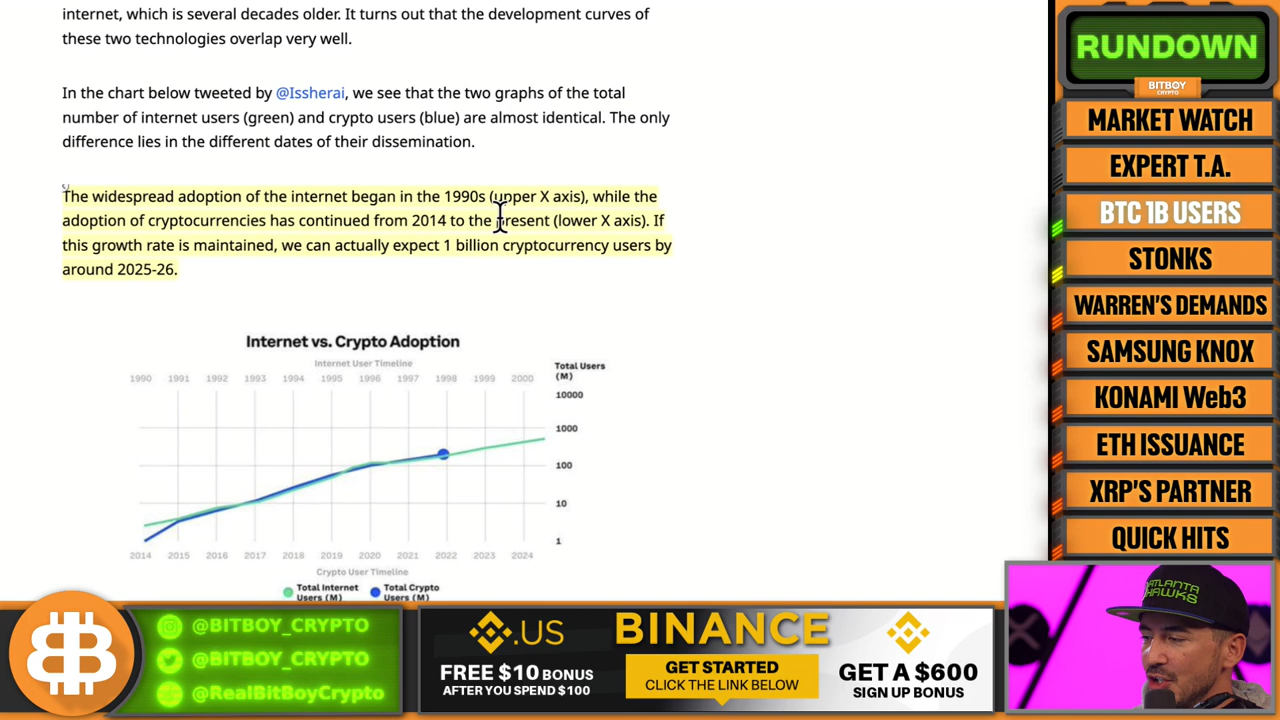 internet, which is several decades older. It turns out that the development curves of
these two technologies overlap very well.
In the chart below tweeted by @Issherai, we see that the two graphs of the total
number of internet users (green) and crypto users (blue) are almost identical. The only
difference lies in the different dates of their dissemination.
The widespread adoption of the internet began in the 1990s (upper X axis), while the
adoption of cryptocurrencies has continued from 2014 to the present (lower X axis). If
this growth rate is maintained, we can actually expect 1 billion cryptocurrency users by
around 2025-26.
Internet vs. Crypto Adoption
Internet User Timeline
1990 1991 1992 1993 1994 1995 1996 1997 1998 1999 2000
Total Users
(M)
10000
1000
100
10
1
2014 2015 2016 2017 2018 2019 2020 2021 2022 2023 2024
Crypto User Timeline
Total Internet
Users (M)
Total Crypto
Users (M)
RUNDOWN
BITBOY
CRYPTO
MARKET WATCH
EXPERT T.A.
BTC 1B USERS
STONKS
WARREN'S DEMANDS
SAMSUNG KNOX
KONAMI Web3
ETH ISSUANCE
XRP'S PARTNER
QUICK HITS
ATLANTA
HAWKS
@BITBOY_CRYPTO
@BITBOY_CRYPTO
@RealBitBoyCrypto
.US
FREE $10 BONUS
AFTER YOU SPEND $100
BINANCE
GET STARTED
CLICK THE LINK BELOW
GET A $600
SIGN UP BONUS